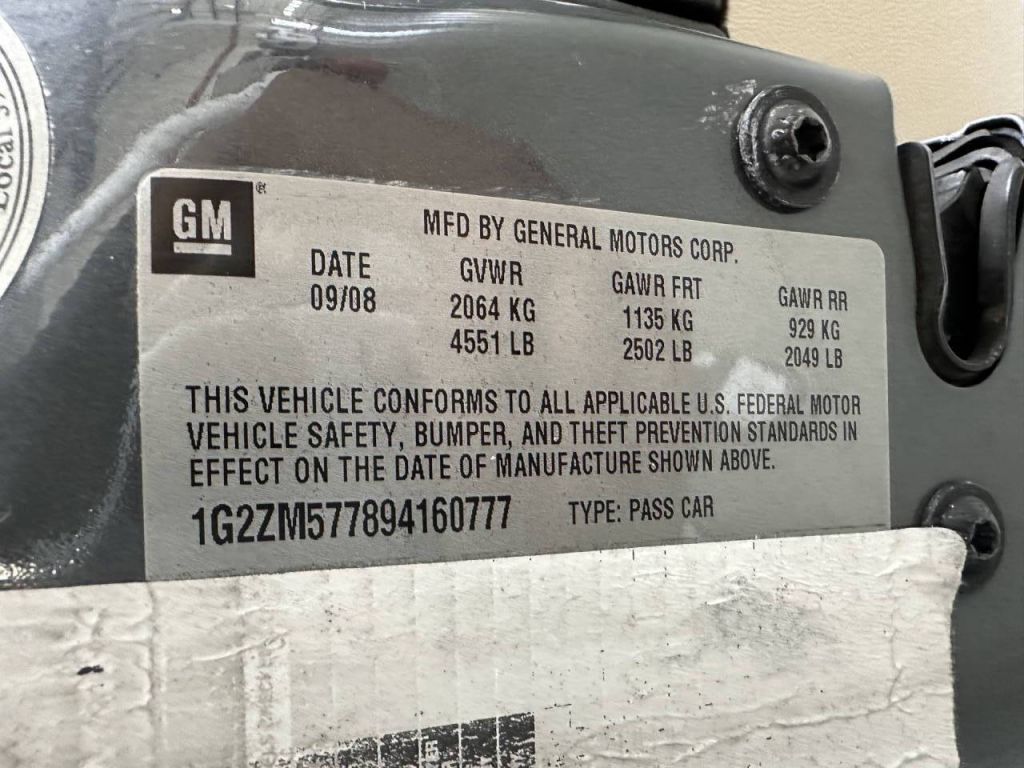 Local 37
GM
®
MFD BY GENERAL MOTORS CORP.
DATE GVWR GAWR FRT GAWR RR
09/08 2064 KG 1135 KG 929 KG
4551 LB 2502 LB 2049 LB
THIS VEHICLE CONFORMS TO ALL APPLICABLE U.S. FEDERAL MOTOR
VEHICLE SAFETY, BUMPER, AND THEFT PREVENTION STANDARDS IN
EFFECT ON THE DATE OF MANUFACTURE SHOWN ABOVE.
1G2ZM577894160777 TYPE: PASS CAR